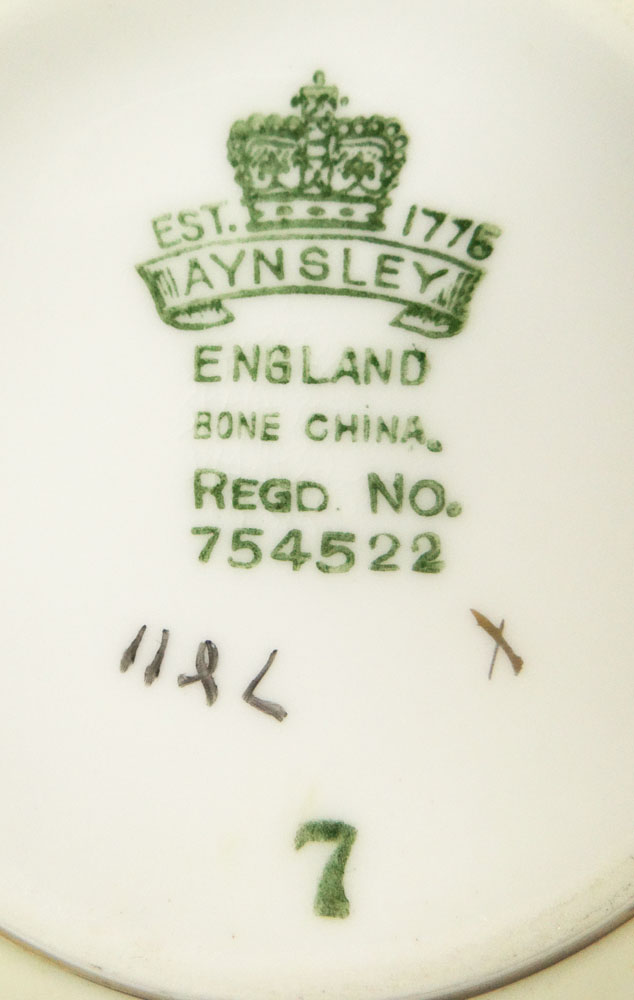 EST. 1775
AYNSLEY
ENGLAND
BONE CHINA.
REGD. NO.
754522
X
7